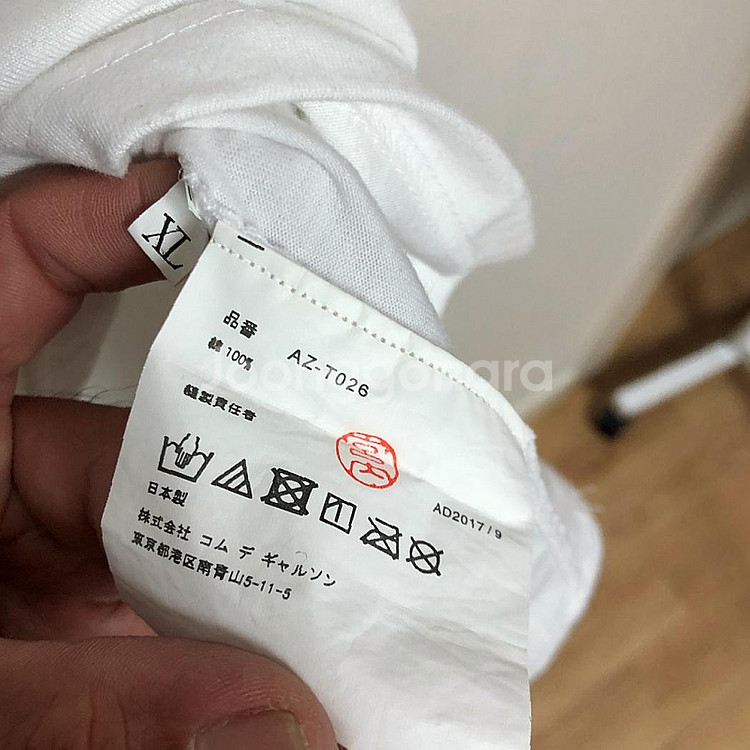 XL
品番 AZ-T026
綿 100%
縫製責任者
AD2017/9
日本製
株式会社 コム デ ギャルソン
東京都港区南青山5-11-5
Joonggonara